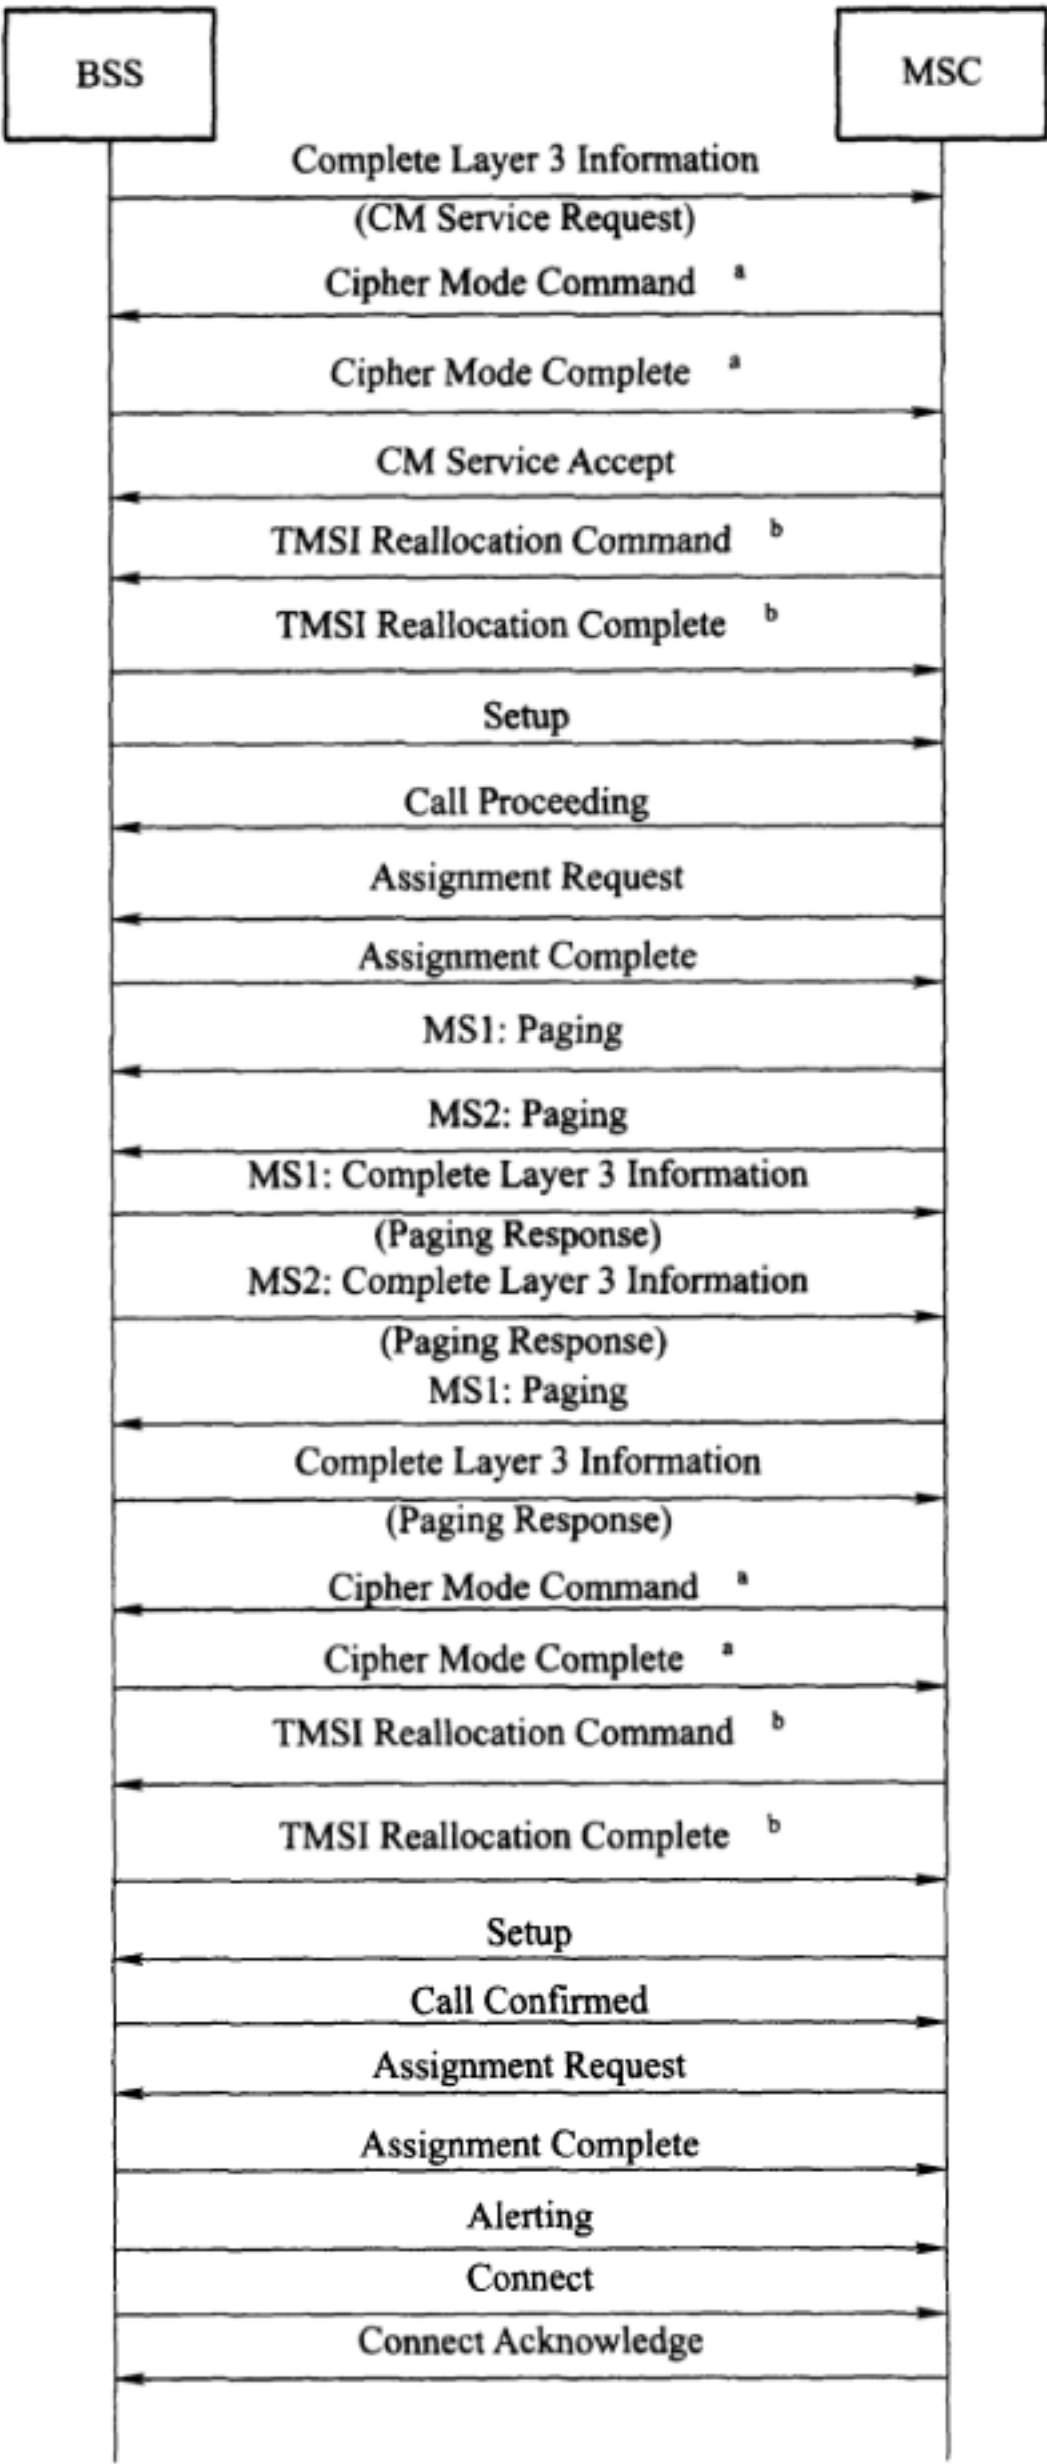 BSS
MSC
Complete Layer 3 Information
(CM Service Request)
Cipher Mode Command a
Cipher Mode Complete a
CM Service Accept
TMSI Reallocation Command b
TMSI Reallocation Complete b
Setup
Call Proceeding
Assignment Request
Assignment Complete
MS1: Paging
MS2: Paging
MS1: Complete Layer 3 Information
(Paging Response)
MS2: Complete Layer 3 Information
(Paging Response)
MS1: Paging
Complete Layer 3 Information
(Paging Response)
Cipher Mode Command a
Cipher Mode Complete a
TMSI Reallocation Command b
TMSI Reallocation Complete b
Setup
Call Confirmed
Assignment Request
Assignment Complete
Alerting
Connect
Connect Acknowledge